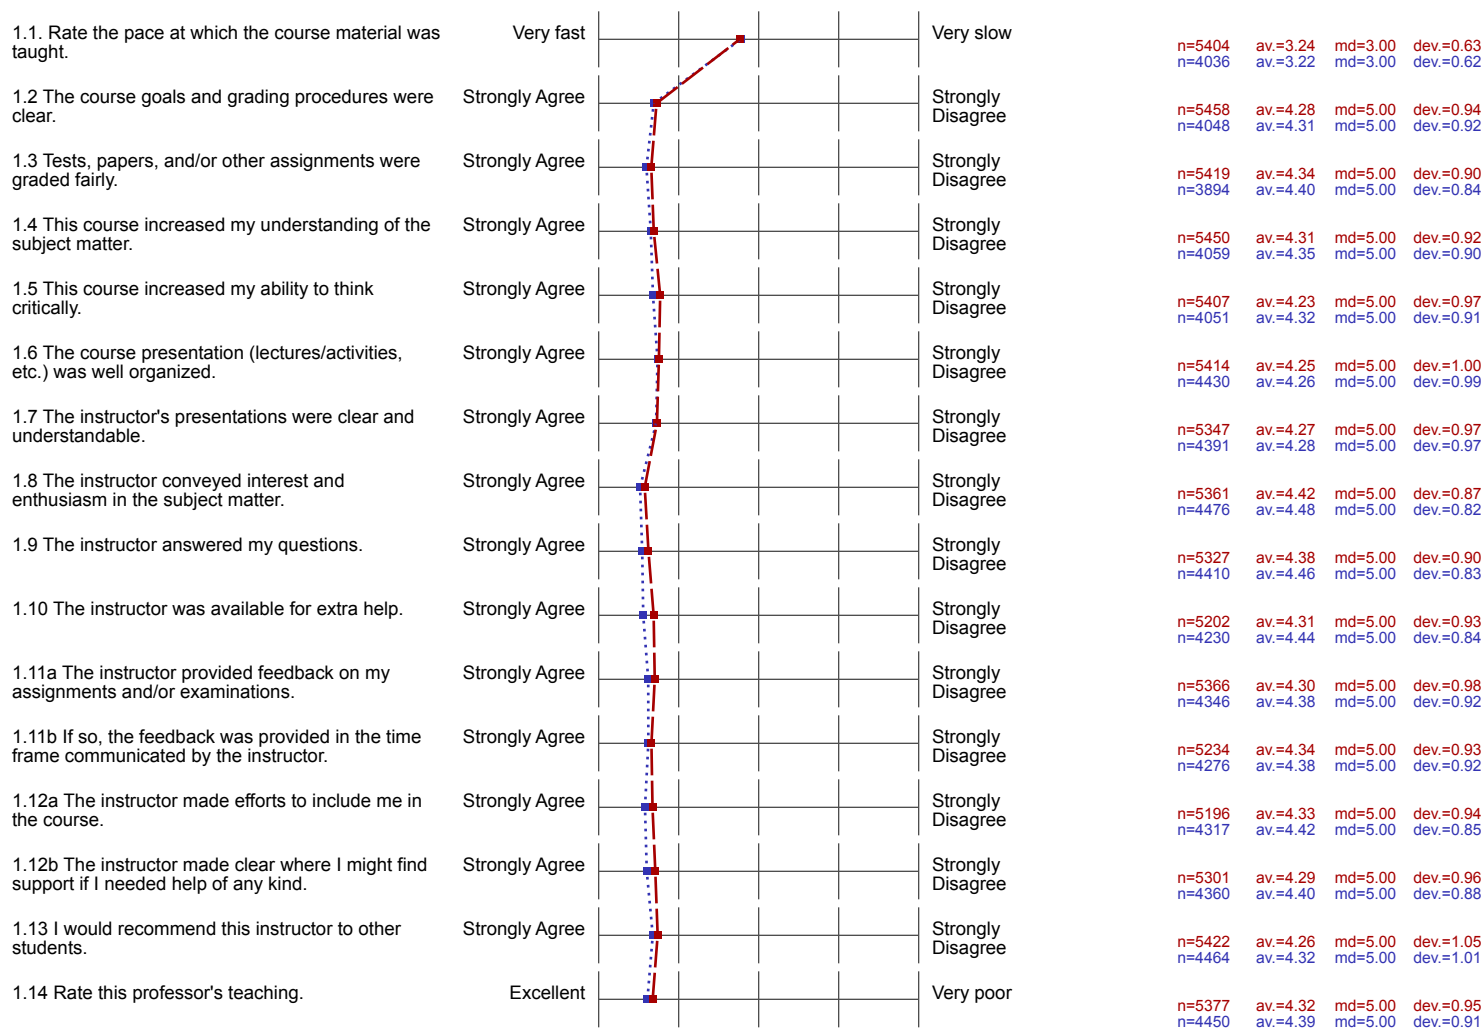 1.1. Rate the pace at which the course material was
taught.
Very fast
Very slow
n=5404 av.=3.24 md=3.00 dev.=0.63
n=4036 av.=3.22 md=3.00 dev.=0.62
1.2 The course goals and grading procedures were
clear.
Strongly Agree
Strongly
Disagree
n=5458 av.=4.28 md=5.00 dev.=0.94
n=4048 av.=4.31 md=5.00 dev.=0.92
1.3 Tests, papers, and/or other assignments were
graded fairly.
Strongly Agree
Strongly
Disagree
n=5419 av.=4.34 md=5.00 dev.=0.90
n=3894 av.=4.40 md=5.00 dev.=0.84
1.4 This course increased my understanding of the
subject matter.
Strongly Agree
Strongly
Disagree
n=5450 av.=4.31 md=5.00 dev.=0.92
n=4059 av.=4.35 md=5.00 dev.=0.90
1.5 This course increased my ability to think
critically.
Strongly Agree
Strongly
Disagree
n=5407 av.=4.23 md=5.00 dev.=0.97
n=4051 av.=4.32 md=5.00 dev.=0.91
1.6 The course presentation (lectures/activities,
etc.) was well organized.
Strongly Agree
Strongly
Disagree
n=5414 av.=4.25 md=5.00 dev.=1.00
n=4430 av.=4.26 md=5.00 dev.=0.99
1.7 The instructor's presentations were clear and
understandable.
Strongly Agree
Strongly
Disagree
n=5347 av.=4.27 md=5.00 dev.=0.97
n=4391 av.=4.28 md=5.00 dev.=0.97
1.8 The instructor conveyed interest and
enthusiasm in the subject matter.
Strongly Agree
Strongly
Disagree
n=5361 av.=4.42 md=5.00 dev.=0.87
n=4476 av.=4.48 md=5.00 dev.=0.82
1.9 The instructor answered my questions.
Strongly Agree
Strongly
Disagree
n=5327 av.=4.38 md=5.00 dev.=0.90
n=4410 av.=4.46 md=5.00 dev.=0.83
1.10 The instructor was available for extra help.
Strongly Agree
Strongly
Disagree
n=5202 av.=4.31 md=5.00 dev.=0.93
n=4230 av.=4.44 md=5.00 dev.=0.84
1.11a The instructor provided feedback on my
assignments and/or examinations.
Strongly Agree
Strongly
Disagree
n=5366 av.=4.30 md=5.00 dev.=0.98
n=4346 av.=4.38 md=5.00 dev.=0.92
1.11b If so, the feedback was provided in the time
frame communicated by the instructor.
Strongly Agree
Strongly
Disagree
n=5234 av.=4.34 md=5.00 dev.=0.93
n=4276 av.=4.38 md=5.00 dev.=0.92
1.12a The instructor made efforts to include me in
the course.
Strongly Agree
Strongly
Disagree
n=5196 av.=4.33 md=5.00 dev.=0.94
n=4317 av.=4.42 md=5.00 dev.=0.85
1.12b The instructor made clear where I might find
support if I needed help of any kind.
Strongly Agree
Strongly
Disagree
n=5301 av.=4.29 md=5.00 dev.=0.96
n=4360 av.=4.40 md=5.00 dev.=0.88
1.13 I would recommend this instructor to other
students.
Strongly Agree
Strongly
Disagree
n=5422 av.=4.26 md=5.00 dev.=1.05
n=4464 av.=4.32 md=5.00 dev.=1.01
1.14 Rate this professor's teaching.
Excellent
Very poor
n=5377 av.=4.32 md=5.00 dev.=0.95
n=4450 av.=4.39 md=5.00 dev.=0.91